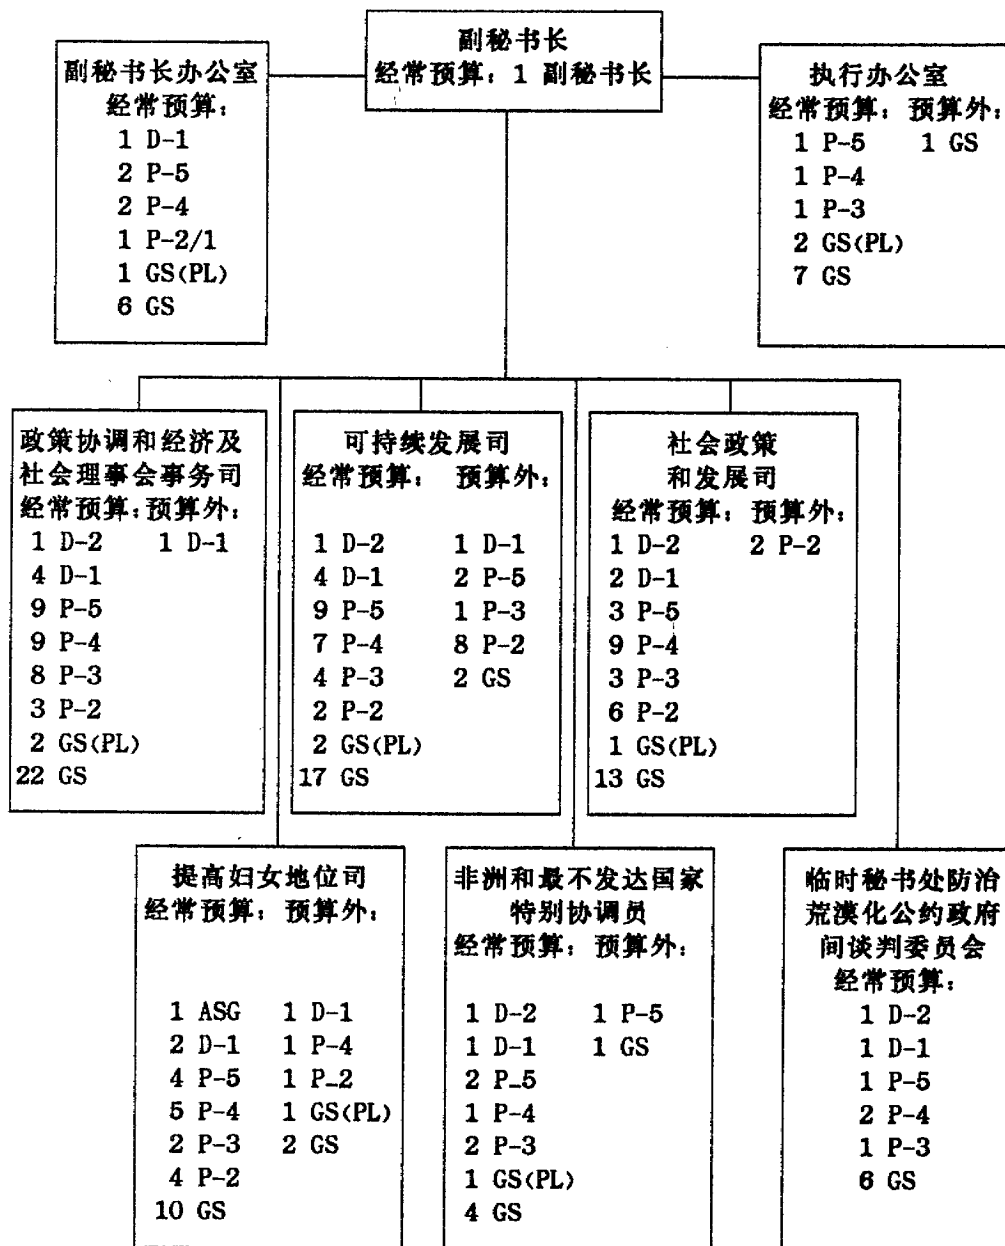 副秘书长
经常预算：1 副秘书长
副秘书长办公室
经常预算：
1 D-1
2 P-5
2 P-4
1 P-2/1
1 GS(PL)
6 GS
执行办公室
经常预算： 预算外：
1 P-5 1 GS
1 P-4
1 P-3
2 GS(PL)
7 GS
政策协调和经济及
社会理事会事务司
经常预算：预算外：
1 D-2 1 D-1
4 D-1
9 P-5
9 P-4
8 P-3
3 P-2
2 GS(PL)
22 GS
可持续发展司
经常预算： 预算外：
1 D-2 1 D-1
4 D-1 2 P-5
9 P-5 1 P-3
7 P-4 8 P-2
4 P-3 2 GS
2 P-2
2 GS(PL)
17 GS
社会政策
和发展司
经常预算： 预算外：
1 D-2 2 P-2
2 D-1
3 P-5
9 P-4
3 P-3
6 P-2
1 GS(PL)
13 GS
提高妇女地位司
经常预算： 预算外：
1 ASG 1 D-1
2 D-1 1 P-4
4 P-5 1 P-2
5 P-4 1 GS(PL)
2 P-3 2 GS
4 P-2
10 GS
非洲和最不发达国家
特别协调员
经常预算： 预算外：
1 D-2 1 P-5
1 D-1 1 GS
2 P-5
1 P-4
2 P-3
1 GS(PL)
4 GS
临时秘书处防治
荒漠化公约政府
间谈判委员会
经常预算：
1 D-2
1 D-1
1 P-5
2 P-4
1 P-3
6 GS